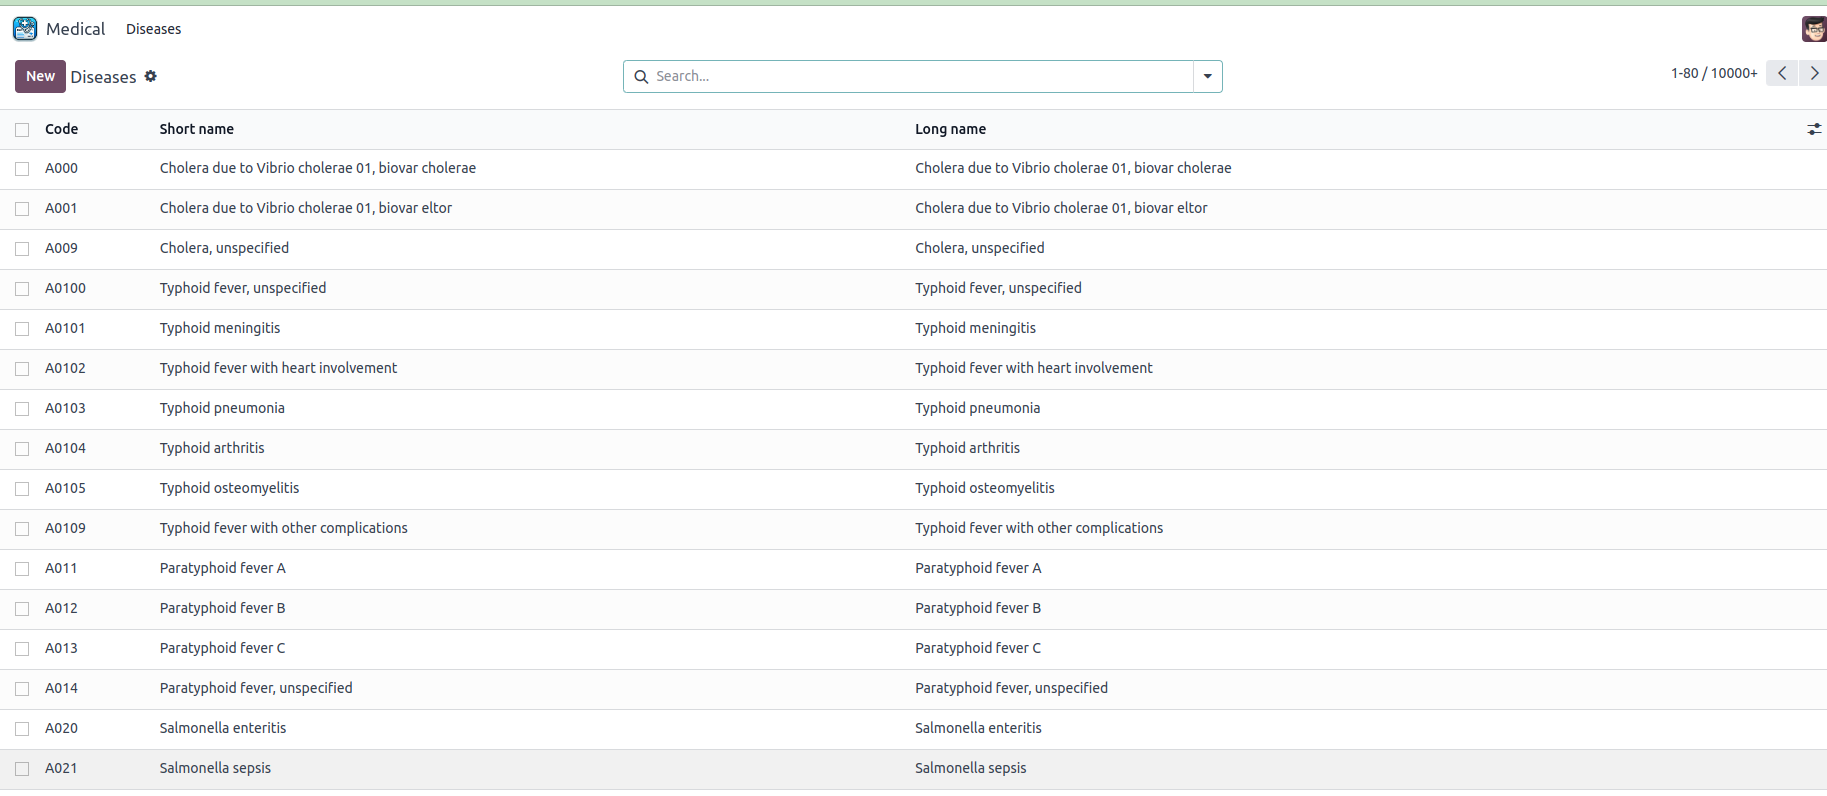 Medical Diseases
New Diseases Search... 1-80 / 10000+
Code Short name Long name
A000 Cholera due to Vibrio cholerae 01, biovar cholerae Cholera due to Vibrio cholerae 01, biovar cholerae
A001 Cholera due to Vibrio cholerae 01, biovar eltor Cholera due to Vibrio cholerae 01, biovar eltor
A009 Cholera, unspecified Cholera, unspecified
A0100 Typhoid fever, unspecified Typhoid fever, unspecified
A0101 Typhoid meningitis Typhoid meningitis
A0102 Typhoid fever with heart involvement Typhoid fever with heart involvement
A0103 Typhoid pneumonia Typhoid pneumonia
A0104 Typhoid arthritis Typhoid arthritis
A0105 Typhoid osteomyelitis Typhoid osteomyelitis
A0109 Typhoid fever with other complications Typhoid fever with other complications
A011 Paratyphoid fever A Paratyphoid fever A
A012 Paratyphoid fever B Paratyphoid fever B
A013 Paratyphoid fever C Paratyphoid fever C
A014 Paratyphoid fever, unspecified Paratyphoid fever, unspecified
A020 Salmonella enteritis Salmonella enteritis
A021 Salmonella sepsis Salmonella sepsis